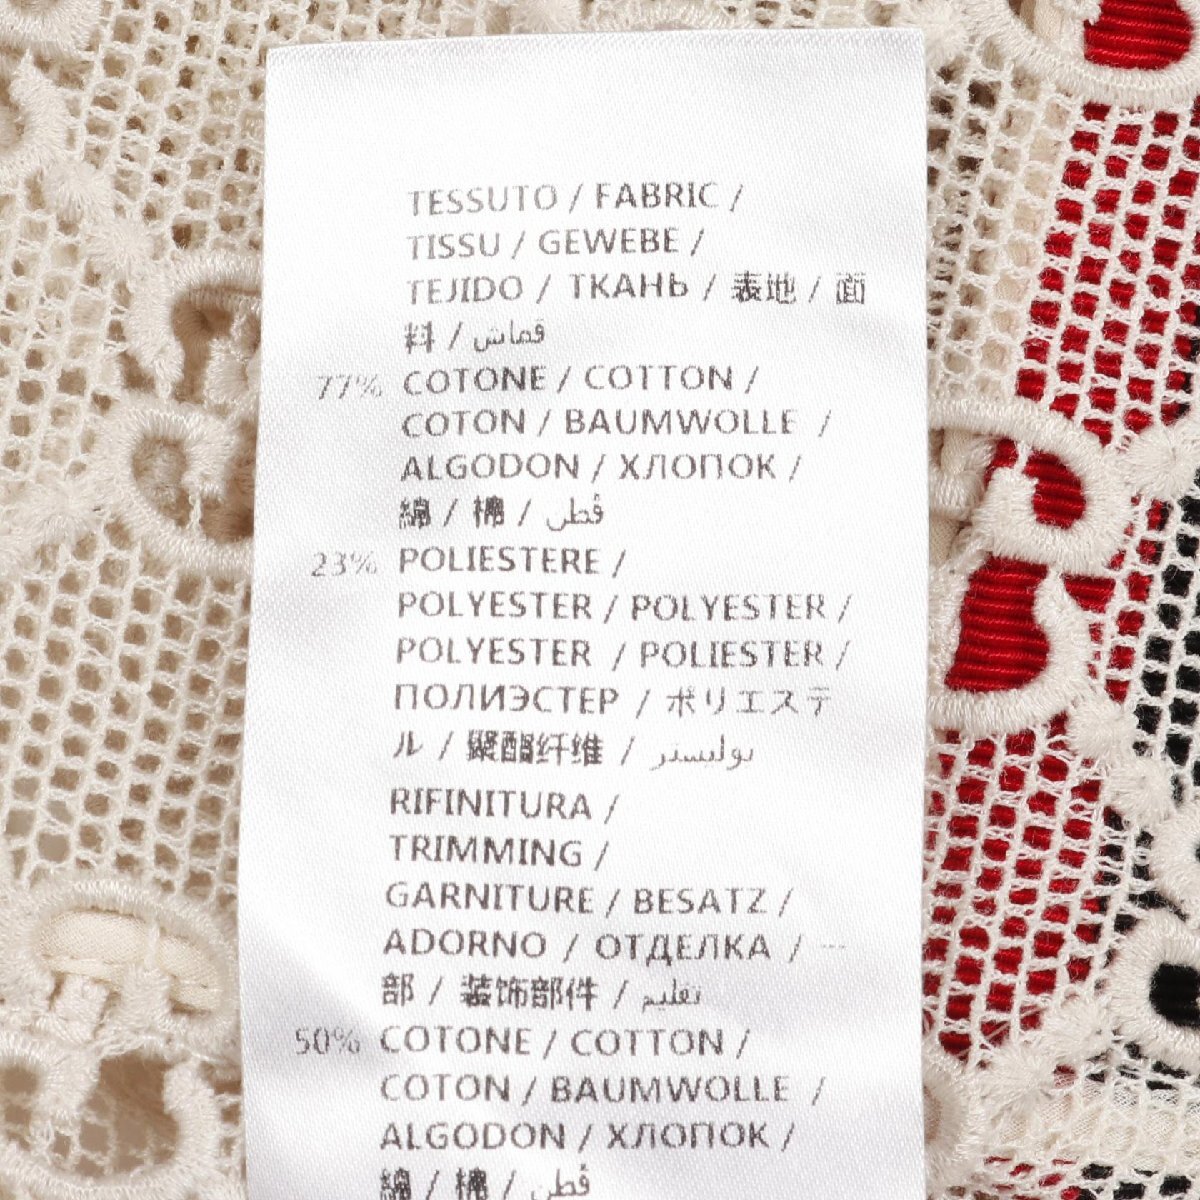 TESSUTO / FABRIC /
TISSU / GEWEBE /
TEJIDO / ТКАНЬ / 表地 / 面
料 / قماش
77% COTONE / COTTON /
COTON / BAUMWOLLE /
ALGODON / ХЛОПОК /
綿 / 棉 / قطن
23% POLIESTERE /
POLYESTER / POLYESTER /
POLYESTER / POLIESTER /
ПОЛИЭСТЕР / ポリエステ
ル / 聚酯纤维 / بوليستر
RIFINITURA /
TRIMMING /
GARNITURE / BESATZ /
ADORNO / ОТДЕЛКА / 一
部 / 装饰部件 / تقليم
50% COTONE / COTTON /
COTON / BAUMWOLLE /
ALGODON / ХЛОПОК /
綿 / 棉 / قطن